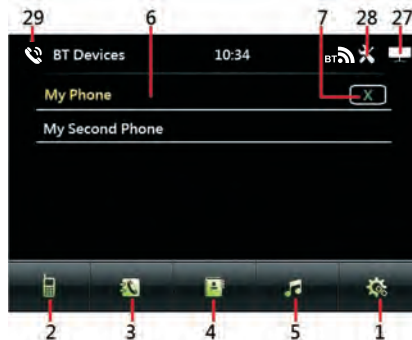 29 6 7 28 27
BT Devices 10:34 BT
My Phone X
My Second Phone
2 3 4 5 1